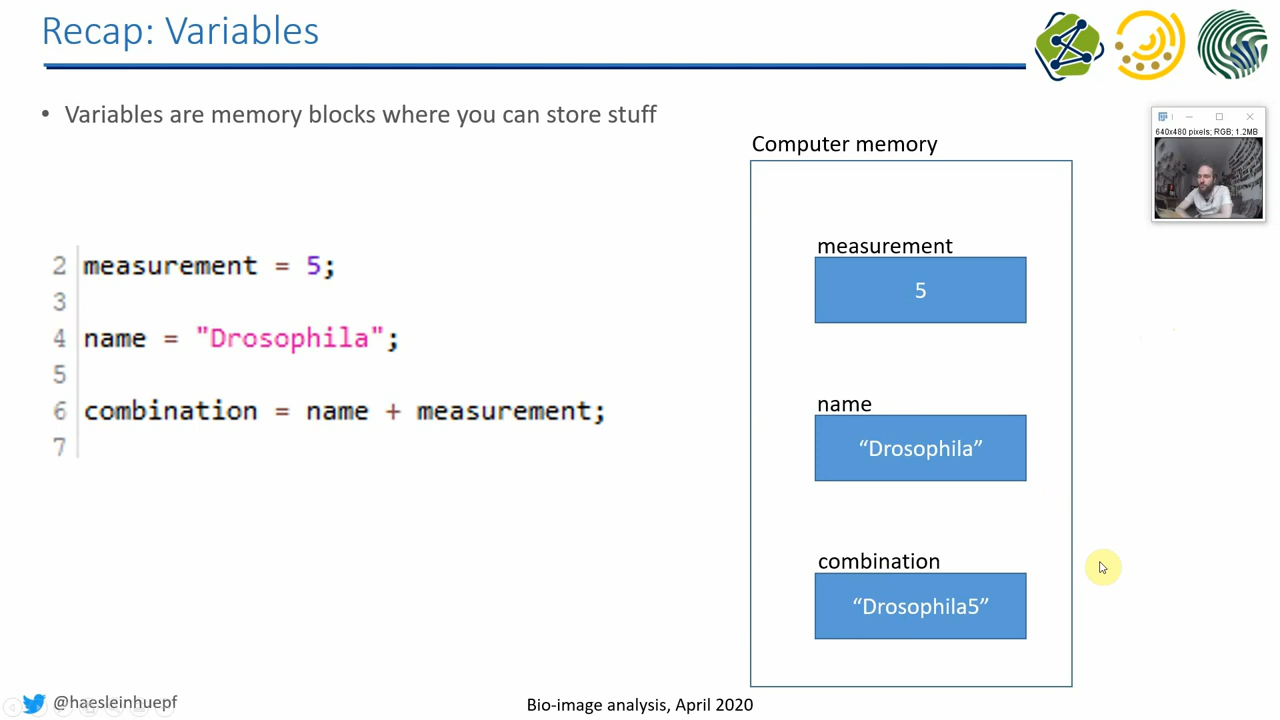 Recap: Variables
• Variables are memory blocks where you can store stuff
640x480 pixels; RGB; 1.2MB
Computer memory
2 measurement = 5;
3
4 name = "Drosophila";
5
6 combination = name + measurement;
7
measurement
5
name
“Drosophila”
combination
“Drosophila5”
@haesleinhuepf
Bio-image analysis, April 2020